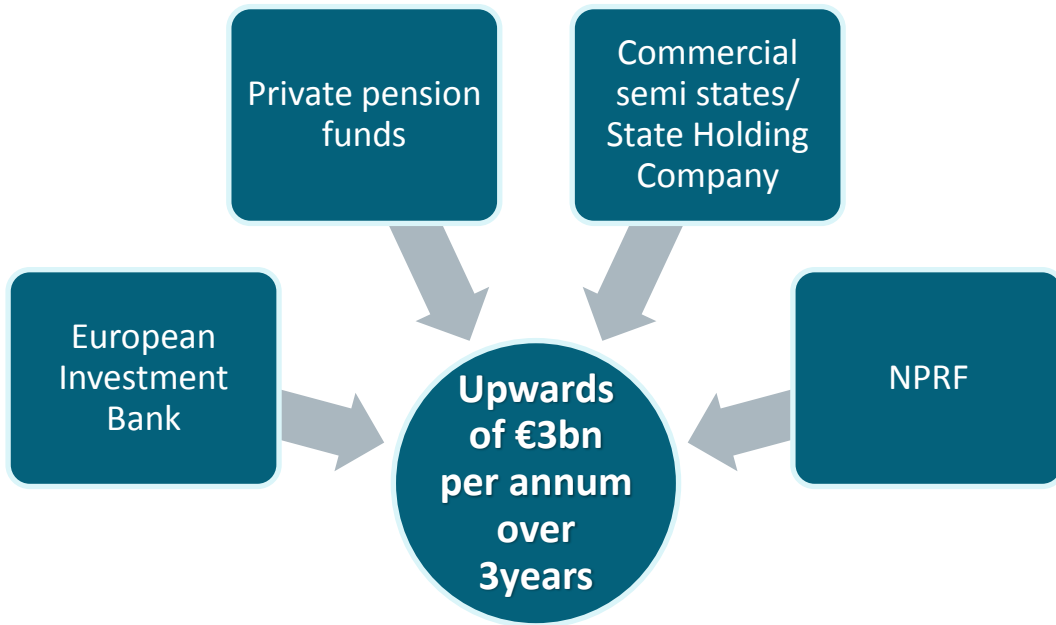 Private pension
funds
Commercial
semi states/
State Holding
Company
European
Investment
Bank
NPRF
Upwards
of €3bn
per annum
over
3years